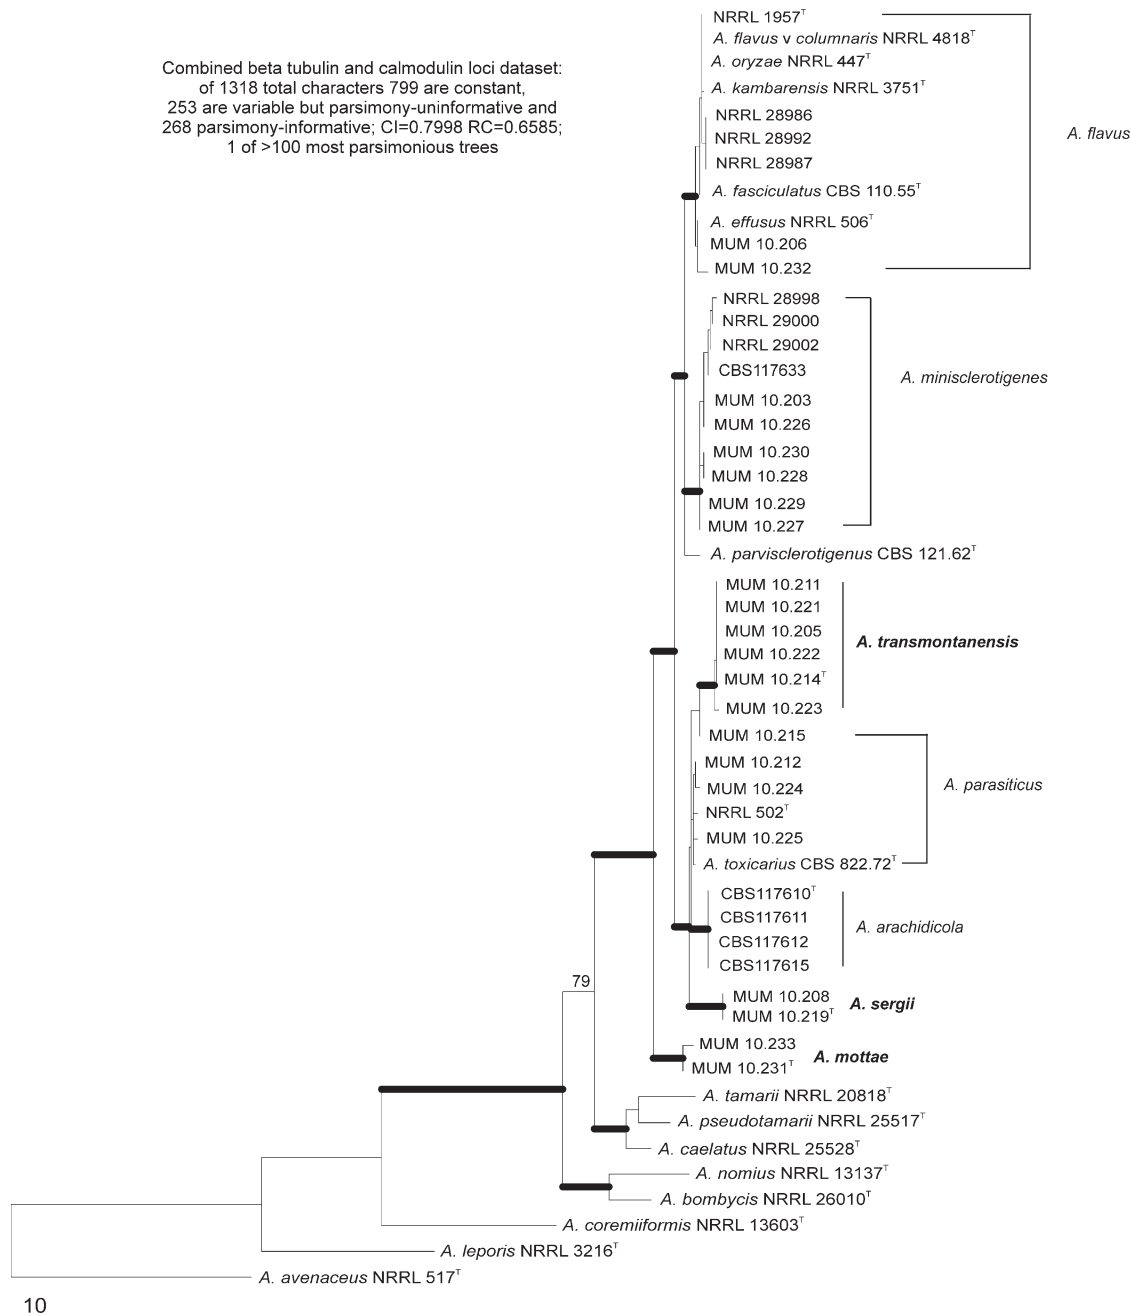 NRRL 1957T
A. flavus v columnaris NRRL 4818T
A. oryzae NRRL 447T
A. kambarensis NRRL 3751T
NRRL 28986
NRRL 28992
NRRL 28987
A. fasciculatus CBS 110.55T
A. effusus NRRL 506T
MUM 10.206
MUM 10.232
A. flavus
Combined beta tubulin and calmodulin loci dataset:
of 1318 total characters 799 are constant,
253 are variable but parsimony-uninformative and
268 parsimony-informative; CI=0.7998 RC=0.6585;
1 of >100 most parsimonious trees
NRRL 28998
NRRL 29000
NRRL 29002
CBS117633
MUM 10.203
MUM 10.226
MUM 10.230
MUM 10.228
MUM 10.229
MUM 10.227
A. minisclerotigenes
A. parvisclerotigenus CBS 121.62T
MUM 10.211
MUM 10.221
MUM 10.205
MUM 10.222
MUM 10.214T
MUM 10.223
A. transmontanensis
MUM 10.215
MUM 10.212
MUM 10.224
NRRL 502T
MUM 10.225
A. toxicarius CBS 822.72T
A. parasiticus
CBS117610T
CBS117611
CBS117612
CBS117615
A. arachidicola
79
MUM 10.208
MUM 10.219T
A. sergii
MUM 10.233
MUM 10.231T
A. mottae
A. tamarii NRRL 20818T
A. pseudotamarii NRRL 25517T
A. caelatus NRRL 25528T
A. nomius NRRL 13137T
A. bombycis NRRL 26010T
A. coremiiformis NRRL 13603T
A. leporis NRRL 3216T
A. avenaceus NRRL 517T
10